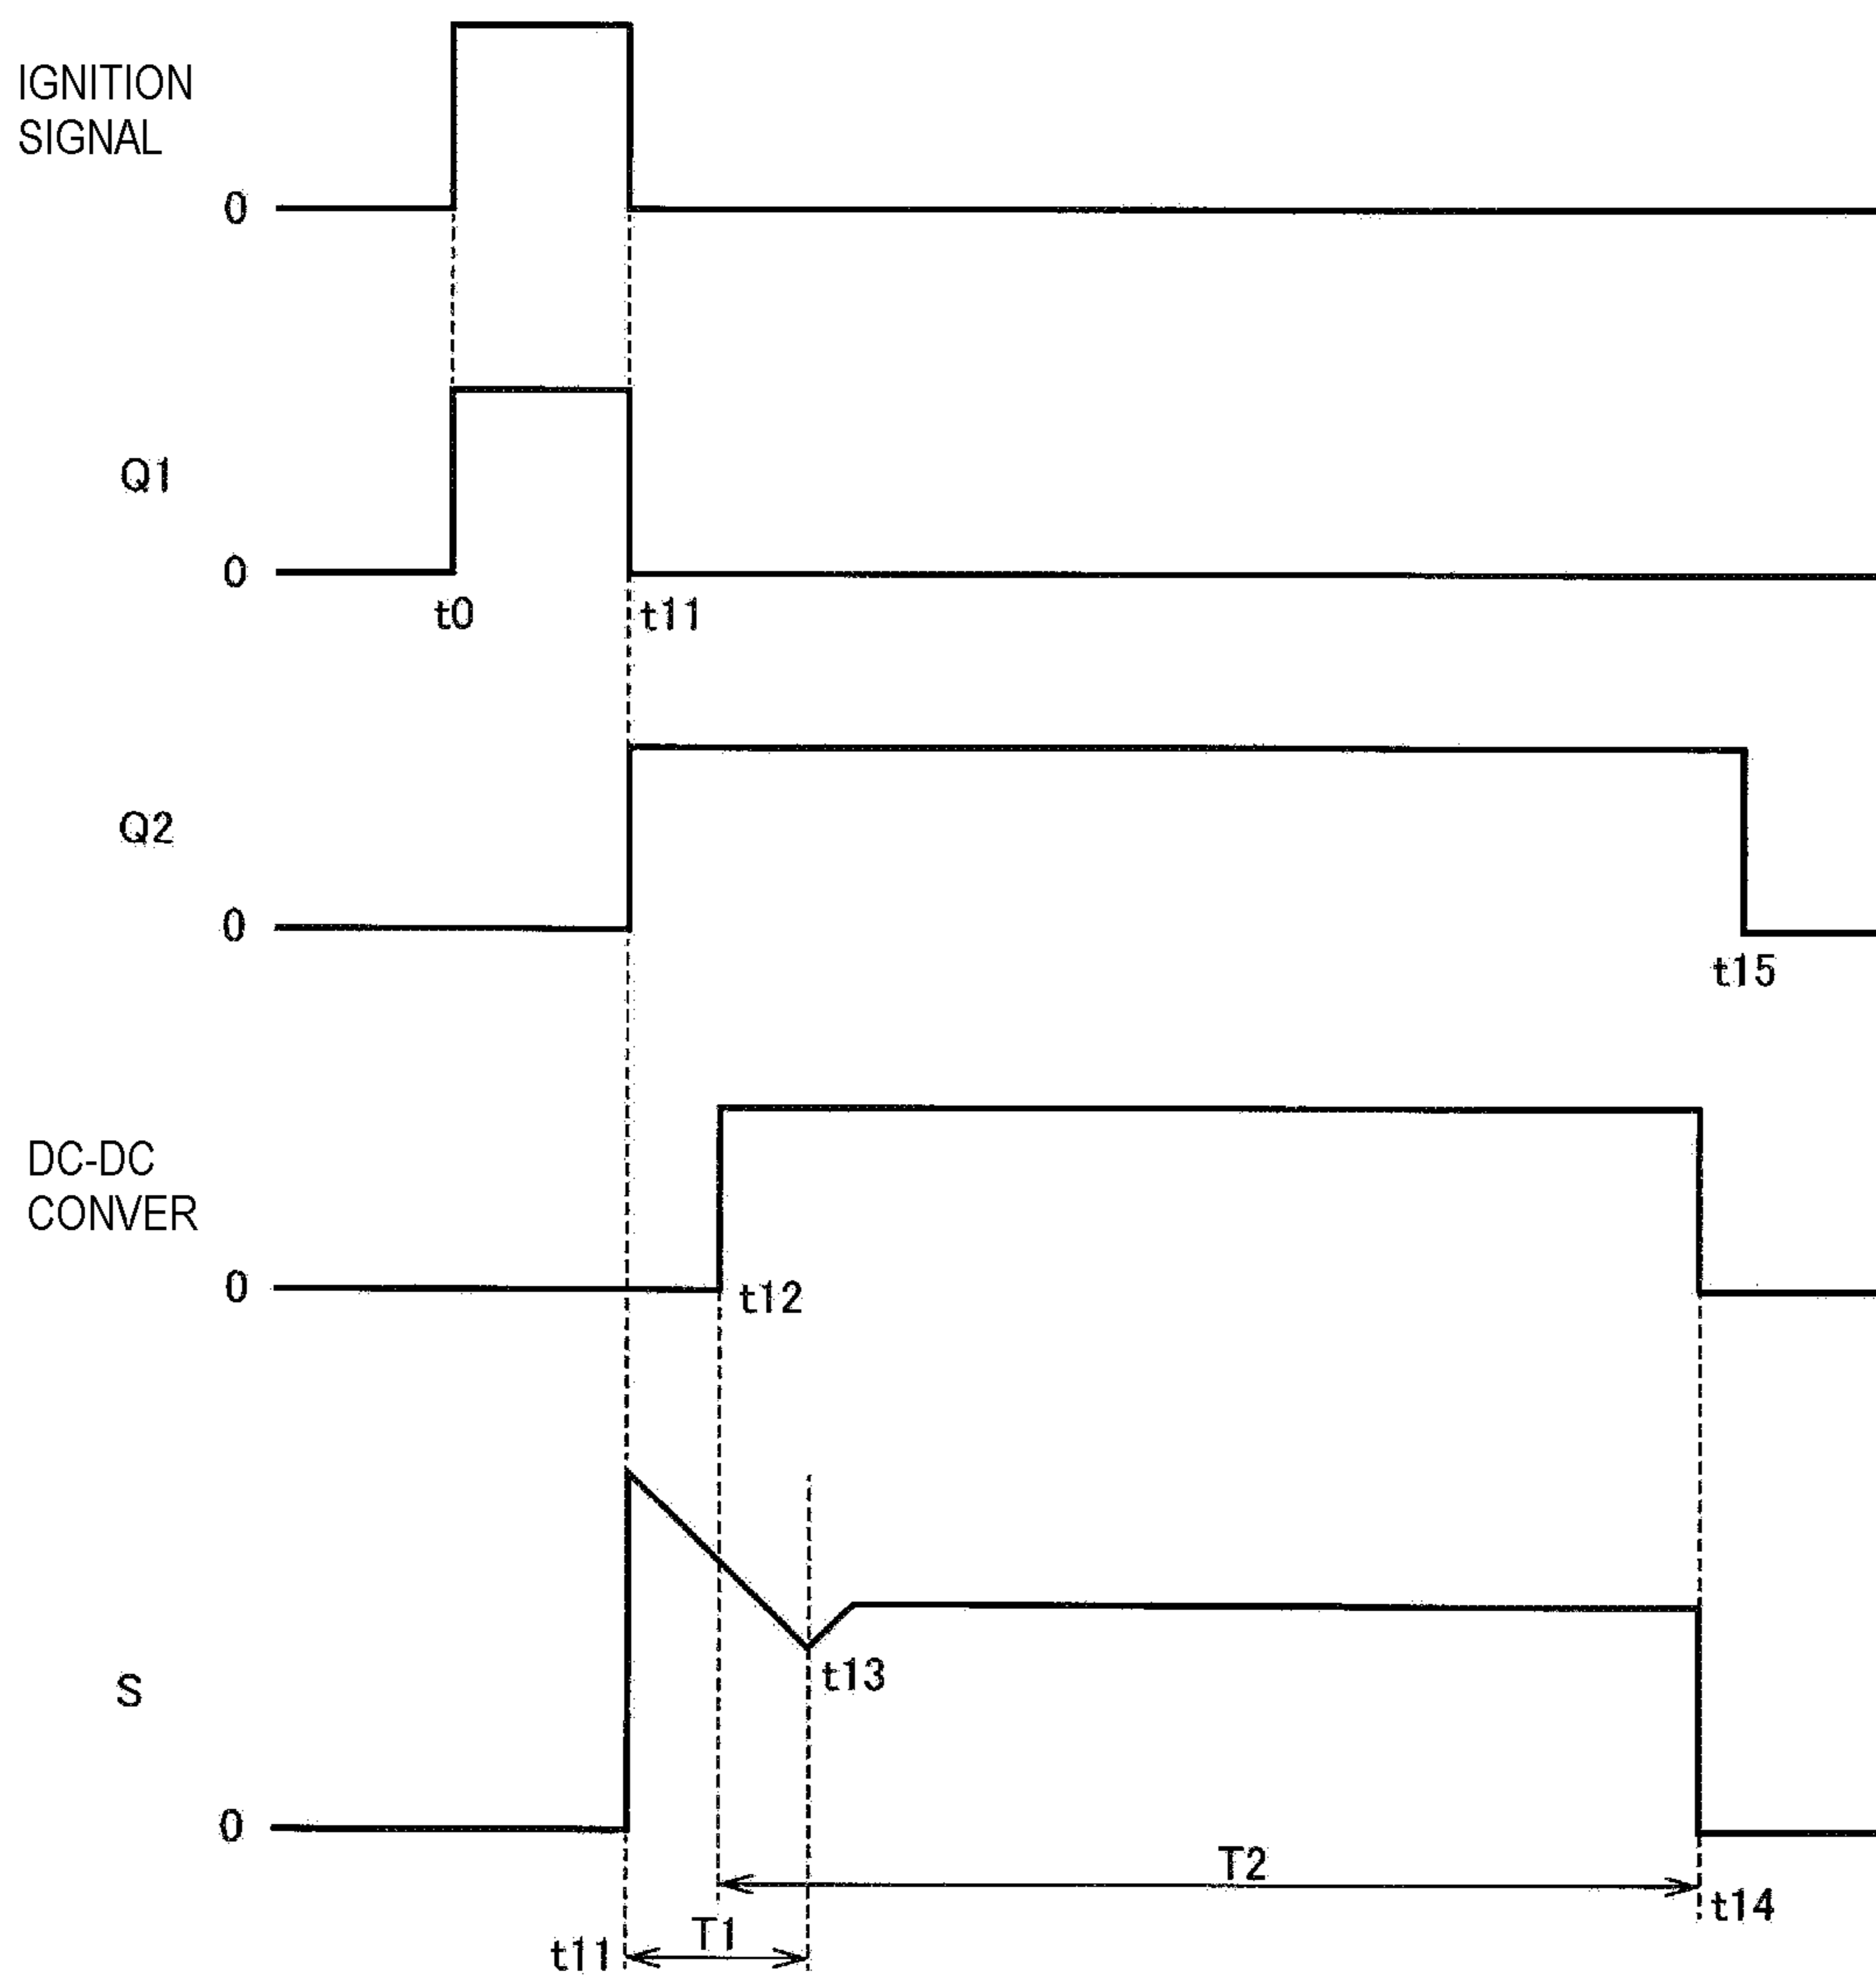 IGNITION
SIGNAL
0
Q1
0
t0
t11
Q2
0
t15
DC-DC
CONVER
0
t12
S
t13
0
T2
t14
T1
t11